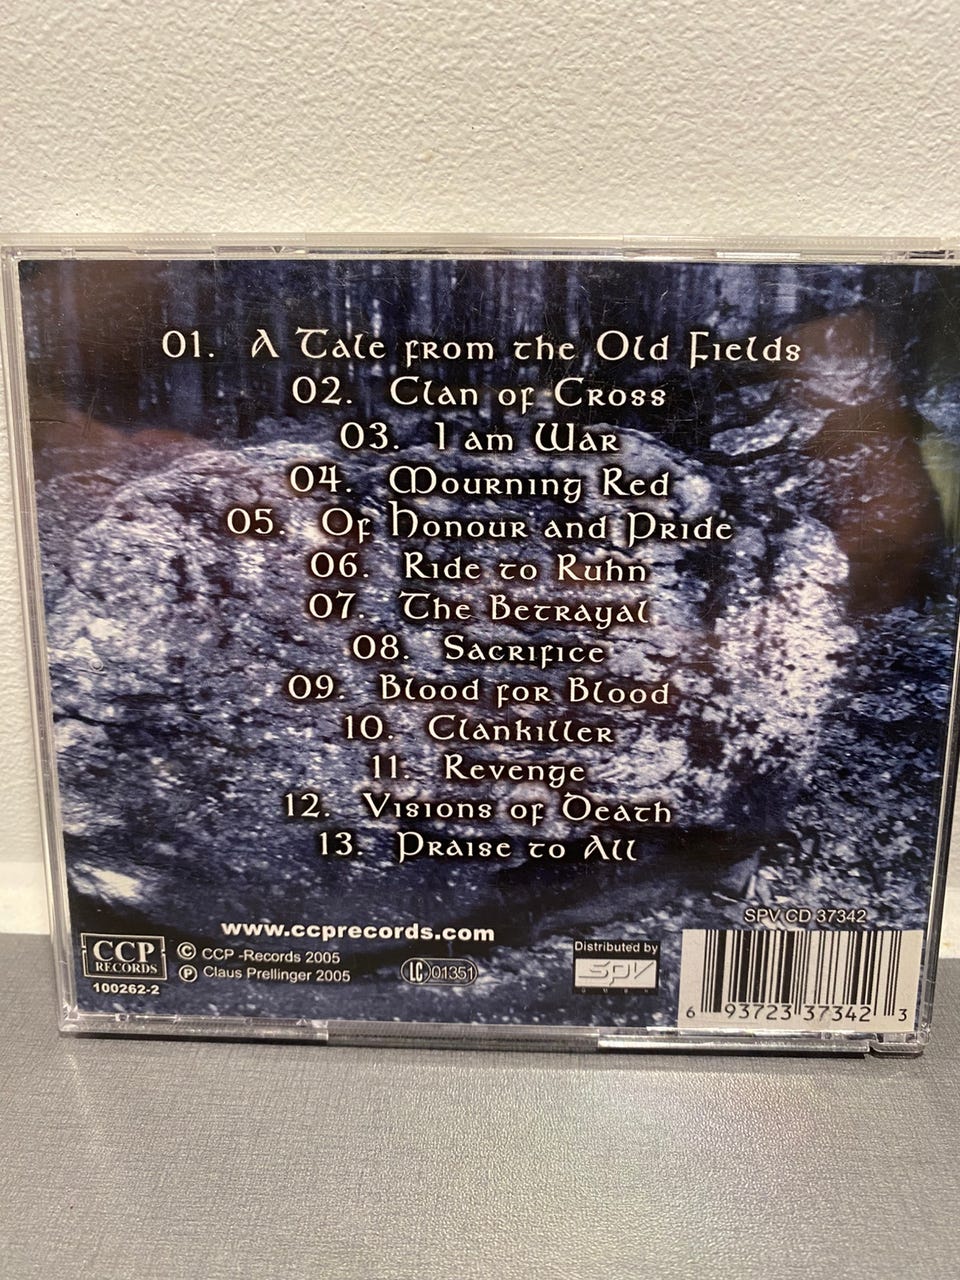 01. A Tale from the Old Fields
02. Clan of Cross
03. I am War
04. Mourning Red
05. Of Honour and Pride
06. Ride to Ruhn
07. The Betrayal
08. Sacrifice
09. Blood for Blood
10. Clankiller
11. Revenge
12. Visions of Death
13. Praise to All
www.ccprecords.com
CCP
RECORDS
100262-2
© CCP -Records 2005
℗ Claus Prellinger 2005
LC 01351
Distributed by
SPV
GMBH
SPV CD 37342
6 93723 37342 3